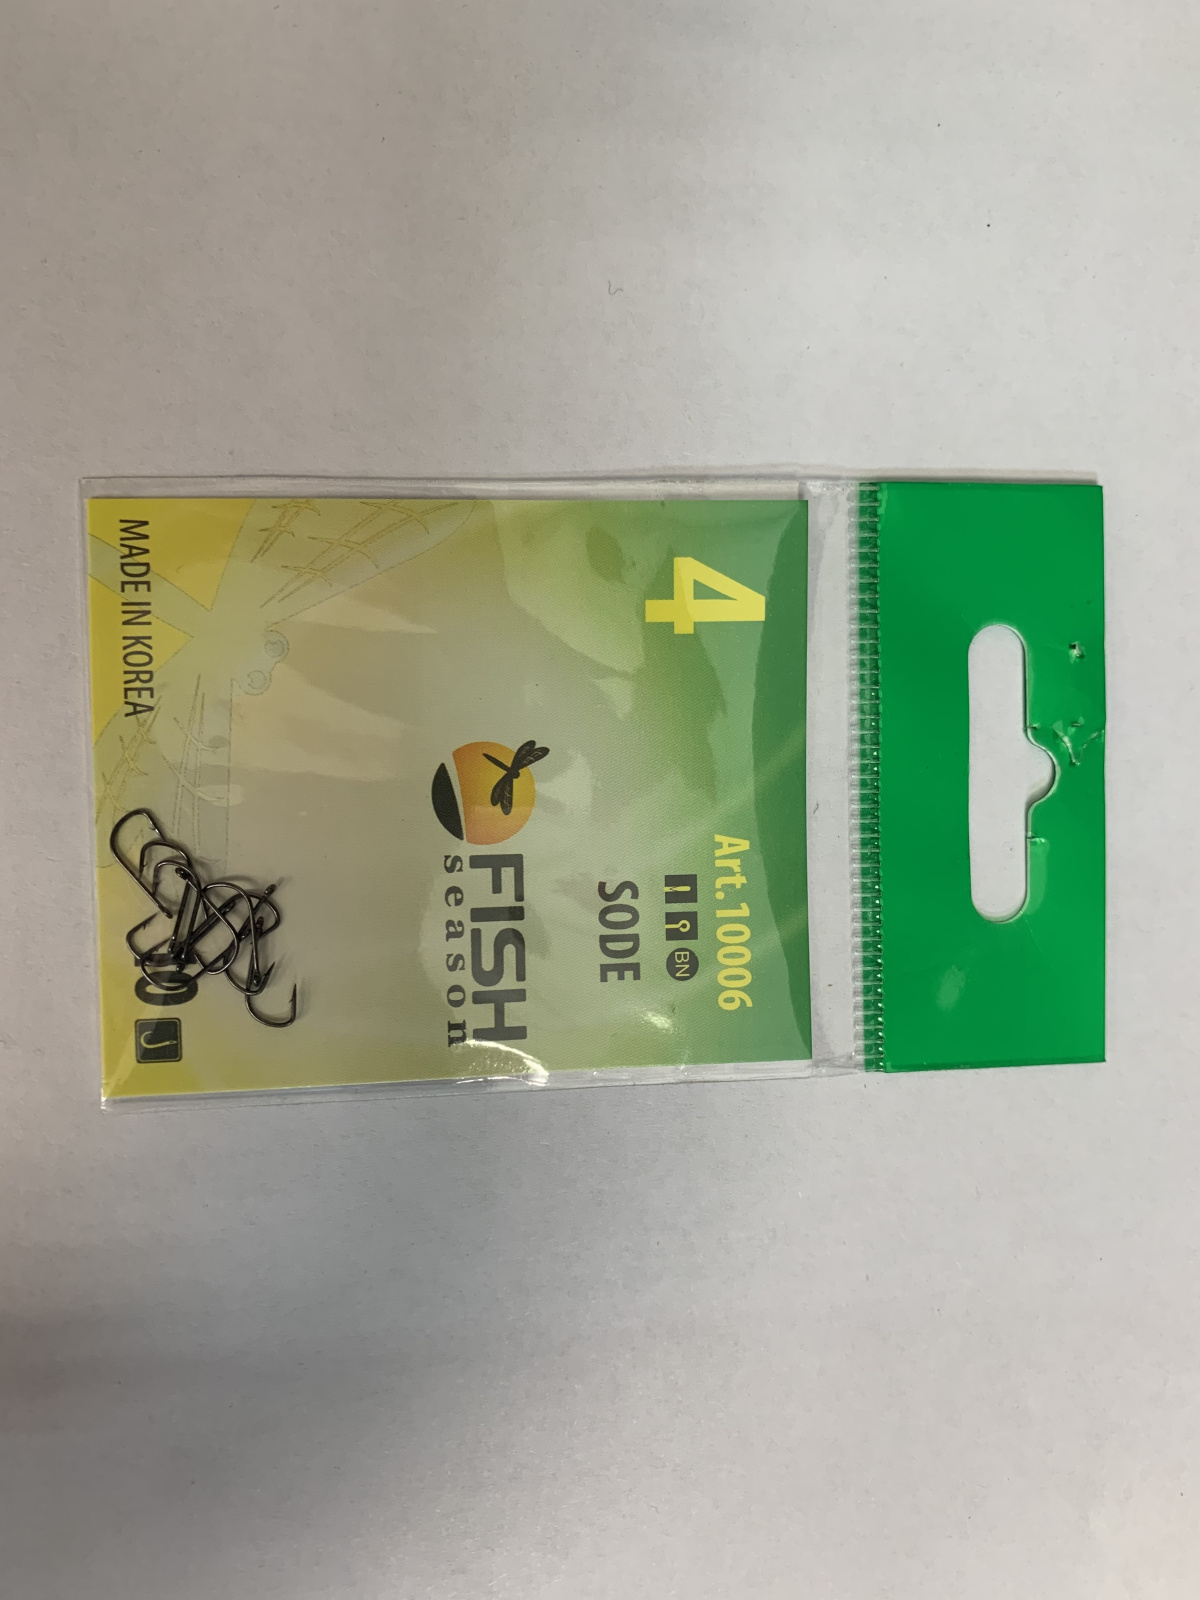 4
Art.10006
BN
SODE
FISH
season
MADE IN KOREA